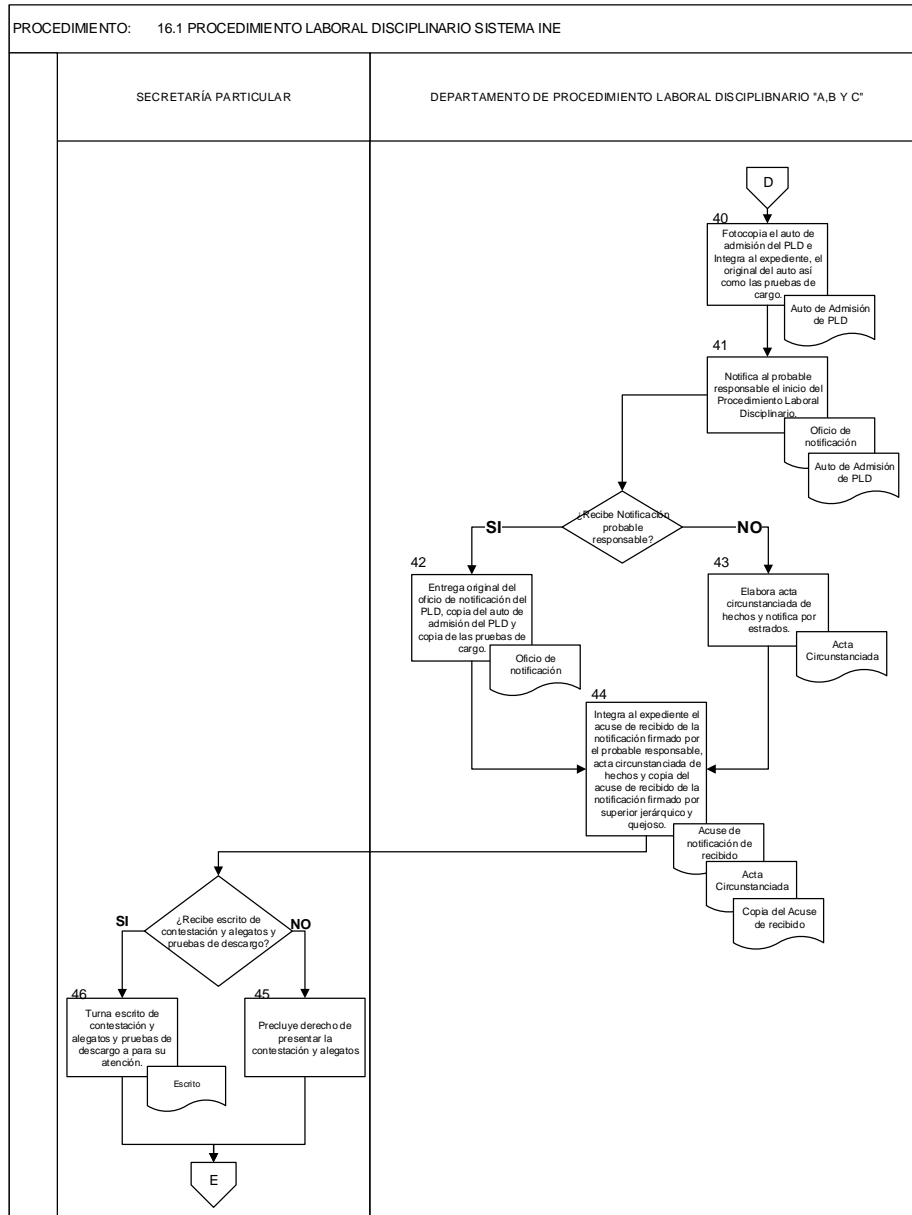 PROCEDIMIENTO: 16.1 PROCEDIMIENTO LABORAL DISCIPLINARIO SISTEMA INE
SECRETARÍA PARTICULAR
DEPARTAMENTO DE PROCEDIMIENTO LABORAL DISCIPLIBNARIO "A,B Y C"
D
40
Fotocopia el auto de
admisión del PLD e
Integra al expediente, el
original del auto así
como las pruebas de
cargo.
Auto de Admisión
de PLD
41
Notifica al probable
responsable el inicio del
Procedimiento Laboral
Disciplinario.
Oficio de
notificación
Auto de Admisión
de PLD
¿Recibe Notificación
probable
responsable?
SI
NO
42
Entrega original del
oficio de notificación del
PLD, copia del auto de
admisión del PLD y
copia de las pruebas de
cargo.
Oficio de
notificación
43
Elabora acta
circunstanciada de
hechos y notifica por
estrados.
Acta
Circunstanciada
44
Integra al expediente el
acuse de recibido de la
notificación firmado por
el probable responsable,
acta circunstanciada de
hechos y copia del
acuse de recibido de la
notificación firmado por
superior jerárquico y
quejoso.
Acuse de
notificación de
recibido
Acta
Circunstanciada
Copia del Acuse
de recibido
¿Recibe escrito de
contestación y alegatos y
pruebas de descargo?
SI
NO
46
Turna escrito de
contestación y
alegatos y pruebas de
descargo a para su
atención.
Escrito
45
Precluye derecho de
presentar la
contestación y alegatos
E